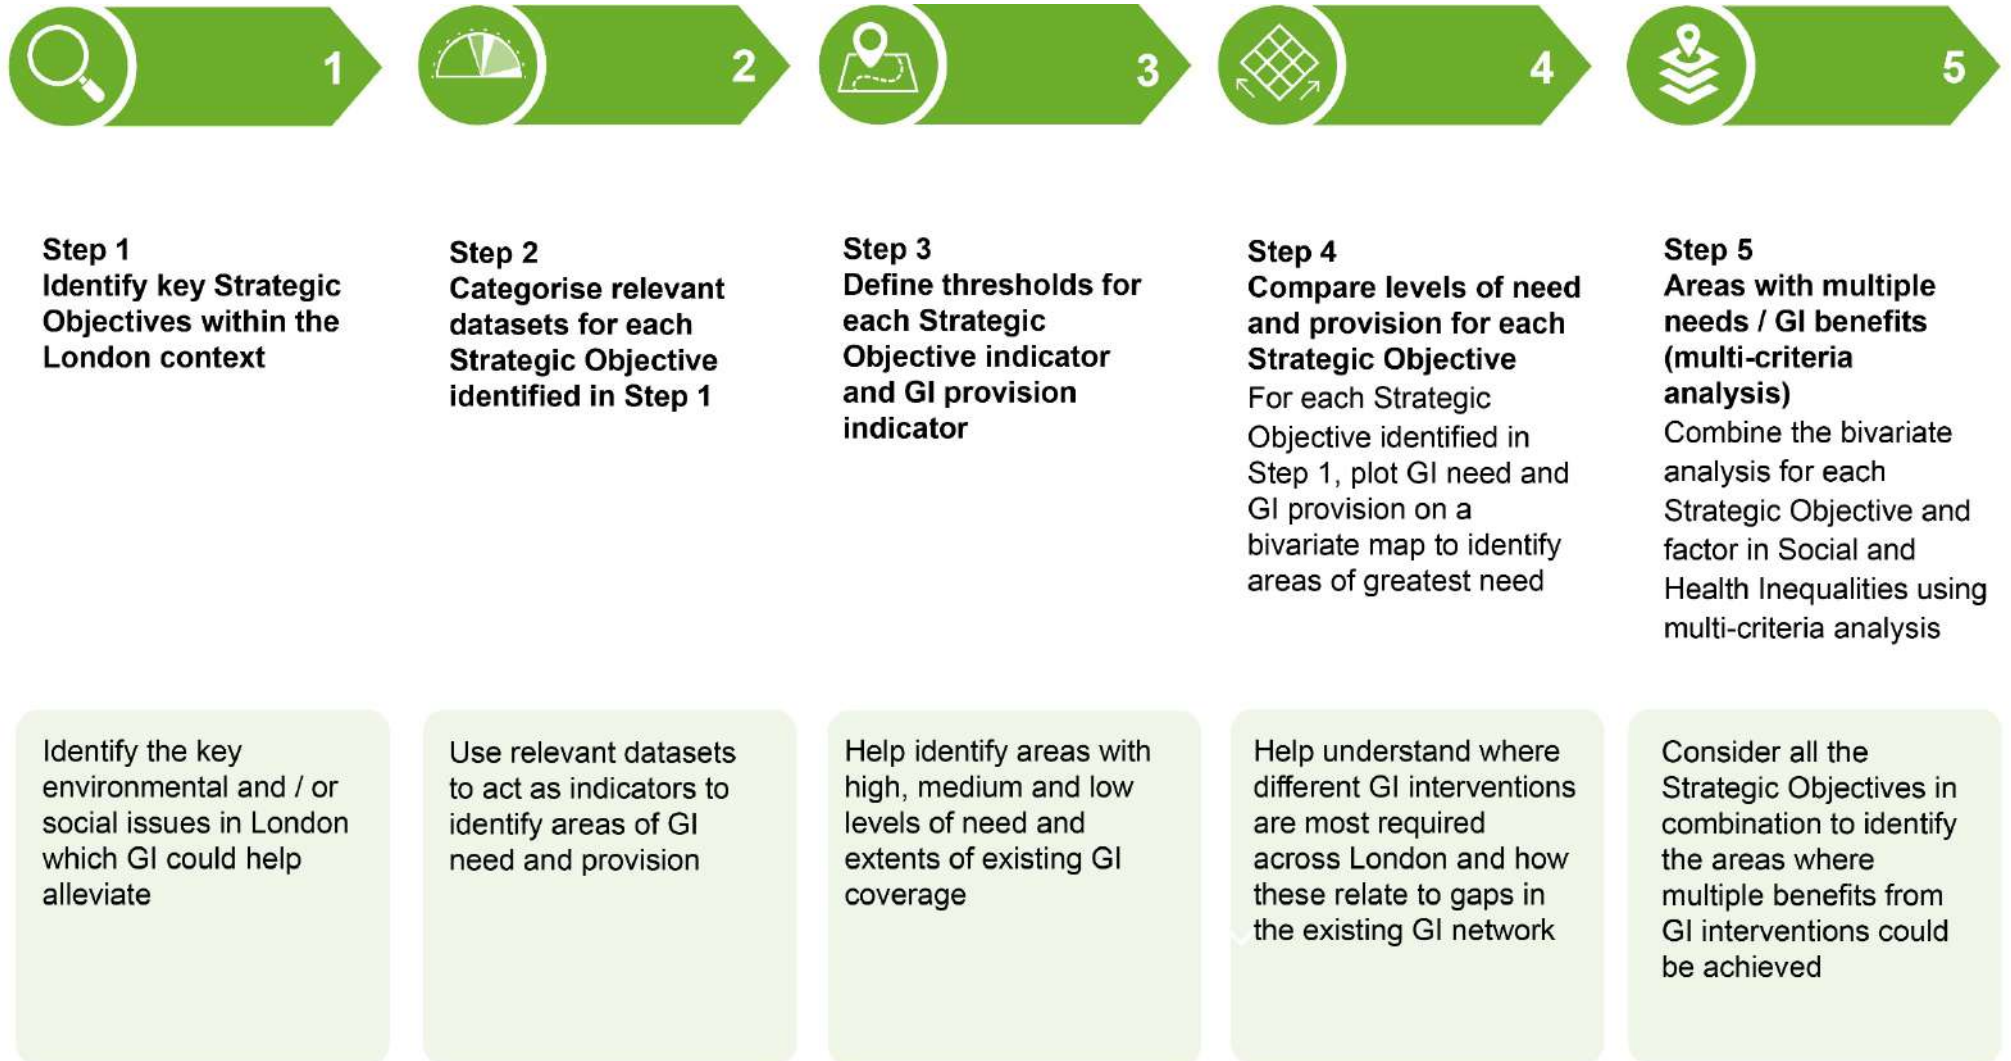 1
2
3
4
5
Step 1
Identify key Strategic
Objectives within the
London context
Step 2
Categorise relevant
datasets for each
Strategic Objective
identified in Step 1
Step 3
Define thresholds for
each Strategic
Objective indicator
and GI provision
indicator
Step 4
Compare levels of need
and provision for each
Strategic Objective
For each Strategic
Objective identified in
Step 1, plot GI need and
GI provision on a
bivariate map to identify
areas of greatest need
Step 5
Areas with multiple
needs / GI benefits
(multi-criteria
analysis)
Combine the bivariate
analysis for each
Strategic Objective and
factor in Social and
Health Inequalities using
multi-criteria analysis
Identify the key
environmental and / or
social issues in London
which GI could help
alleviate
Use relevant datasets
to act as indicators to
identify areas of GI
need and provision
Help identify areas with
high, medium and low
levels of need and
extents of existing GI
coverage
Help understand where
different GI interventions
are most required
across London and how
these relate to gaps in
the existing GI network
Consider all the
Strategic Objectives in
combination to identify
the areas where
multiple benefits from
GI interventions could
be achieved